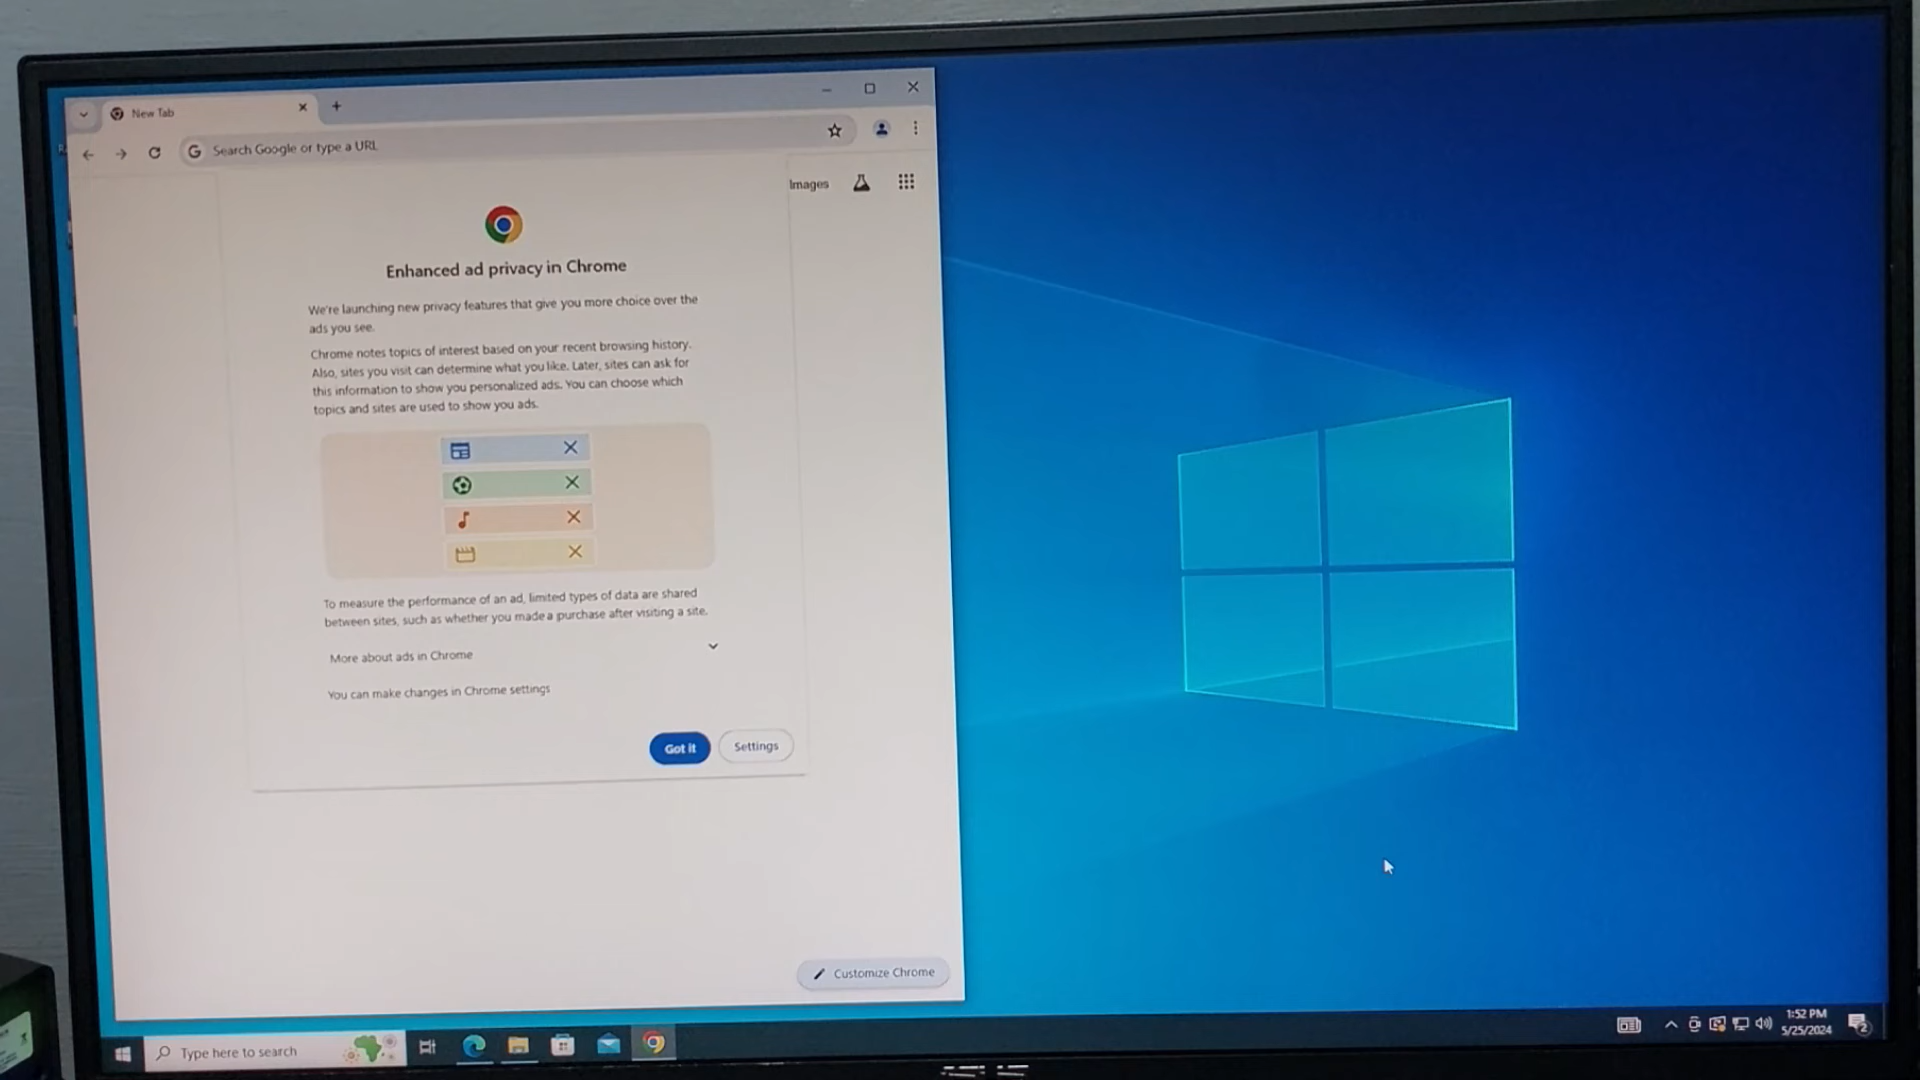 New Tab
Search Google or type a URL
Images
Enhanced ad privacy in Chrome
We're launching new privacy features that give you more choice over the
ads you see.
Chrome notes topics of interest based on your recent browsing history.
Also, sites you visit can determine what you like. Later, sites can ask for
this information to show you personalized ads. You can choose which
topics and sites are used to show you ads.
To measure the performance of an ad, limited types of data are shared
between sites, such as whether you made a purchase after visiting a site.
More about ads in Chrome
You can make changes in Chrome settings
Got it
Settings
Customize Chrome
Type here to search
1:52 PM
5/25/2024
2